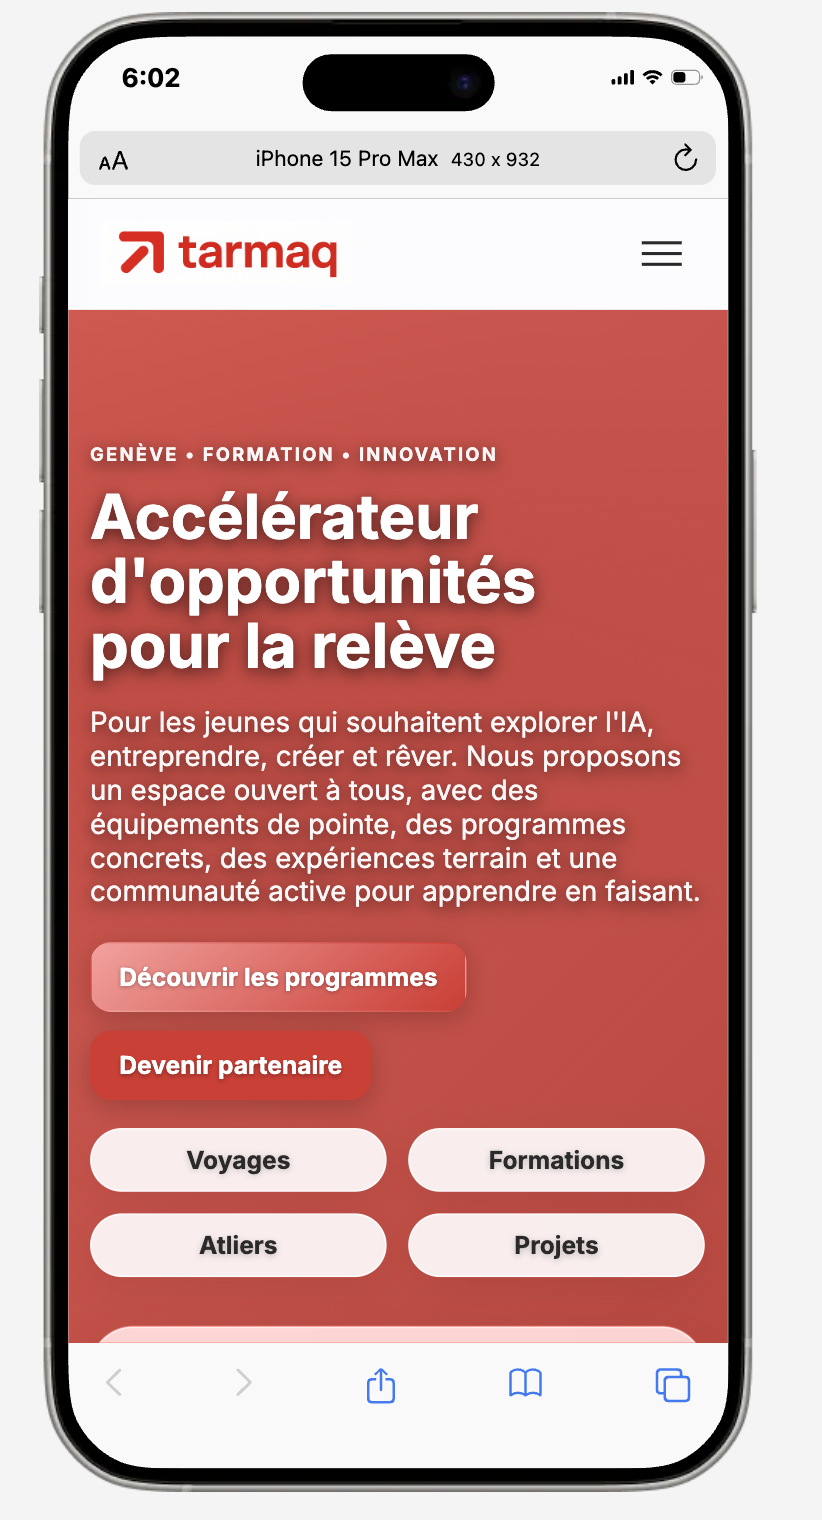 6:02
AA
iPhone 15 Pro Max 430 x 932
tarmaq
GENÈVE • FORMATION • INNOVATION
Accélérateur
d'opportunités
pour la relève
Pour les jeunes qui souhaitent explorer l'IA,
entreprendre, créer et rêver. Nous proposons
un espace ouvert à tous, avec des
équipements de pointe, des programmes
concrets, des expériences terrain et une
communauté active pour apprendre en faisant.
Découvrir les programmes
Devenir partenaire
Voyages Formations
Atliers Projets